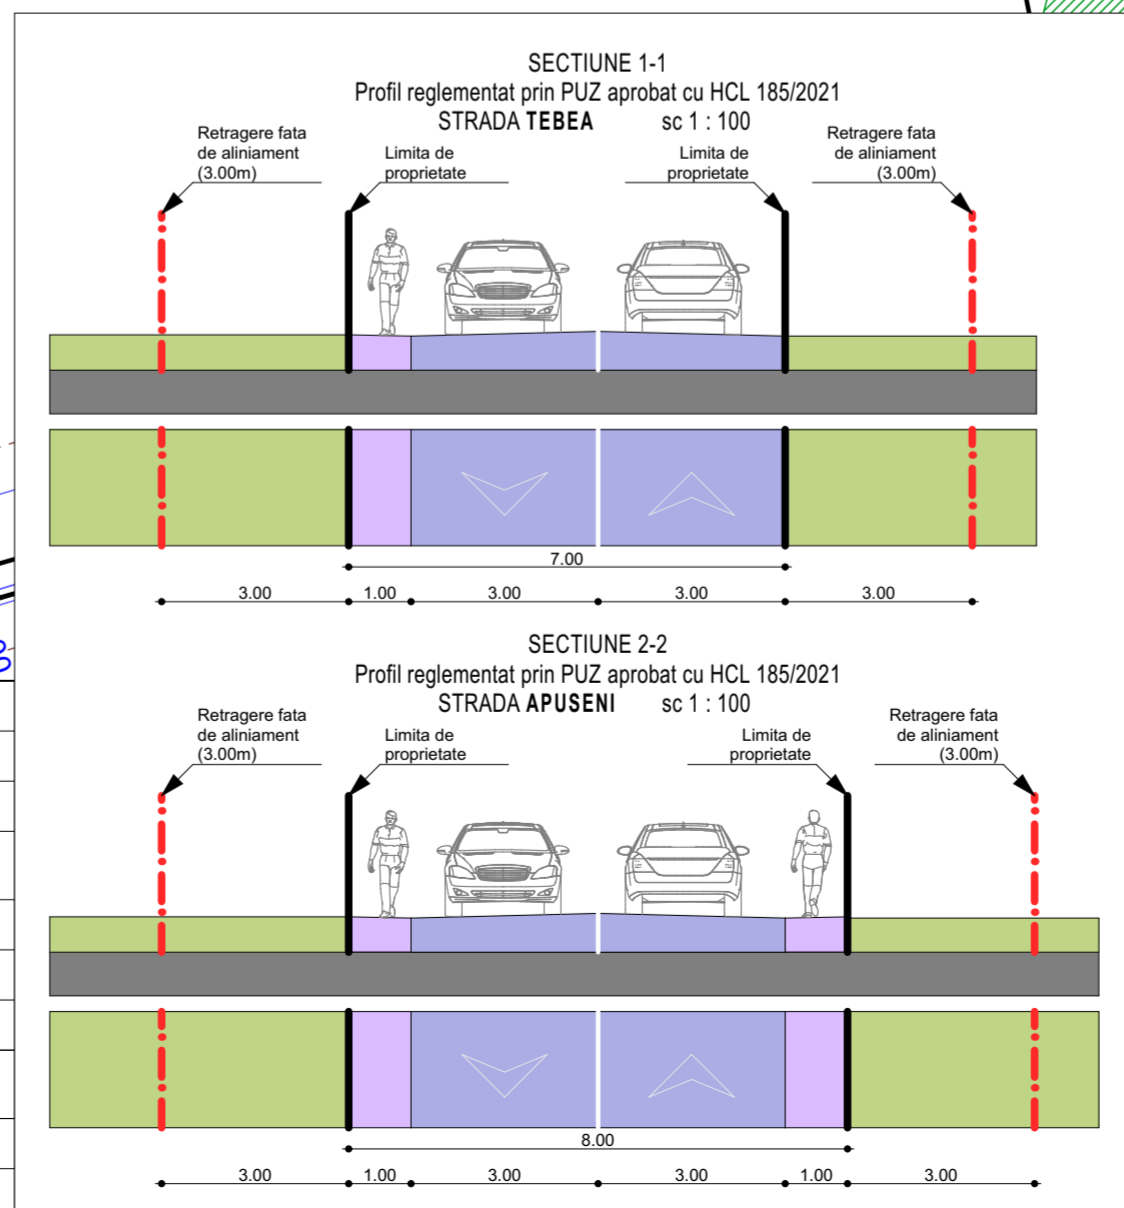 SECTIUNE 1-1
Profil reglementat prin PUZ aprobat cu HCL 185/2021
STRADA TEBEA sc 1 : 100
Retragere fata
de aliniament
(3.00m)
Limita de
proprietate
Limita de
proprietate
Retragere fata
de aliniament
(3.00m)
7.00
3.00 1.00 3.00 3.00 3.00
SECTIUNE 2-2
Profil reglementat prin PUZ aprobat cu HCL 185/2021
STRADA APUSENI sc 1 : 100
Retragere fata
de aliniament
(3.00m)
Limita de
proprietate
Limita de
proprietate
Retragere fata
de aliniament
(3.00m)
8.00
3.00 1.00 3.00 3.00 1.00 3.00